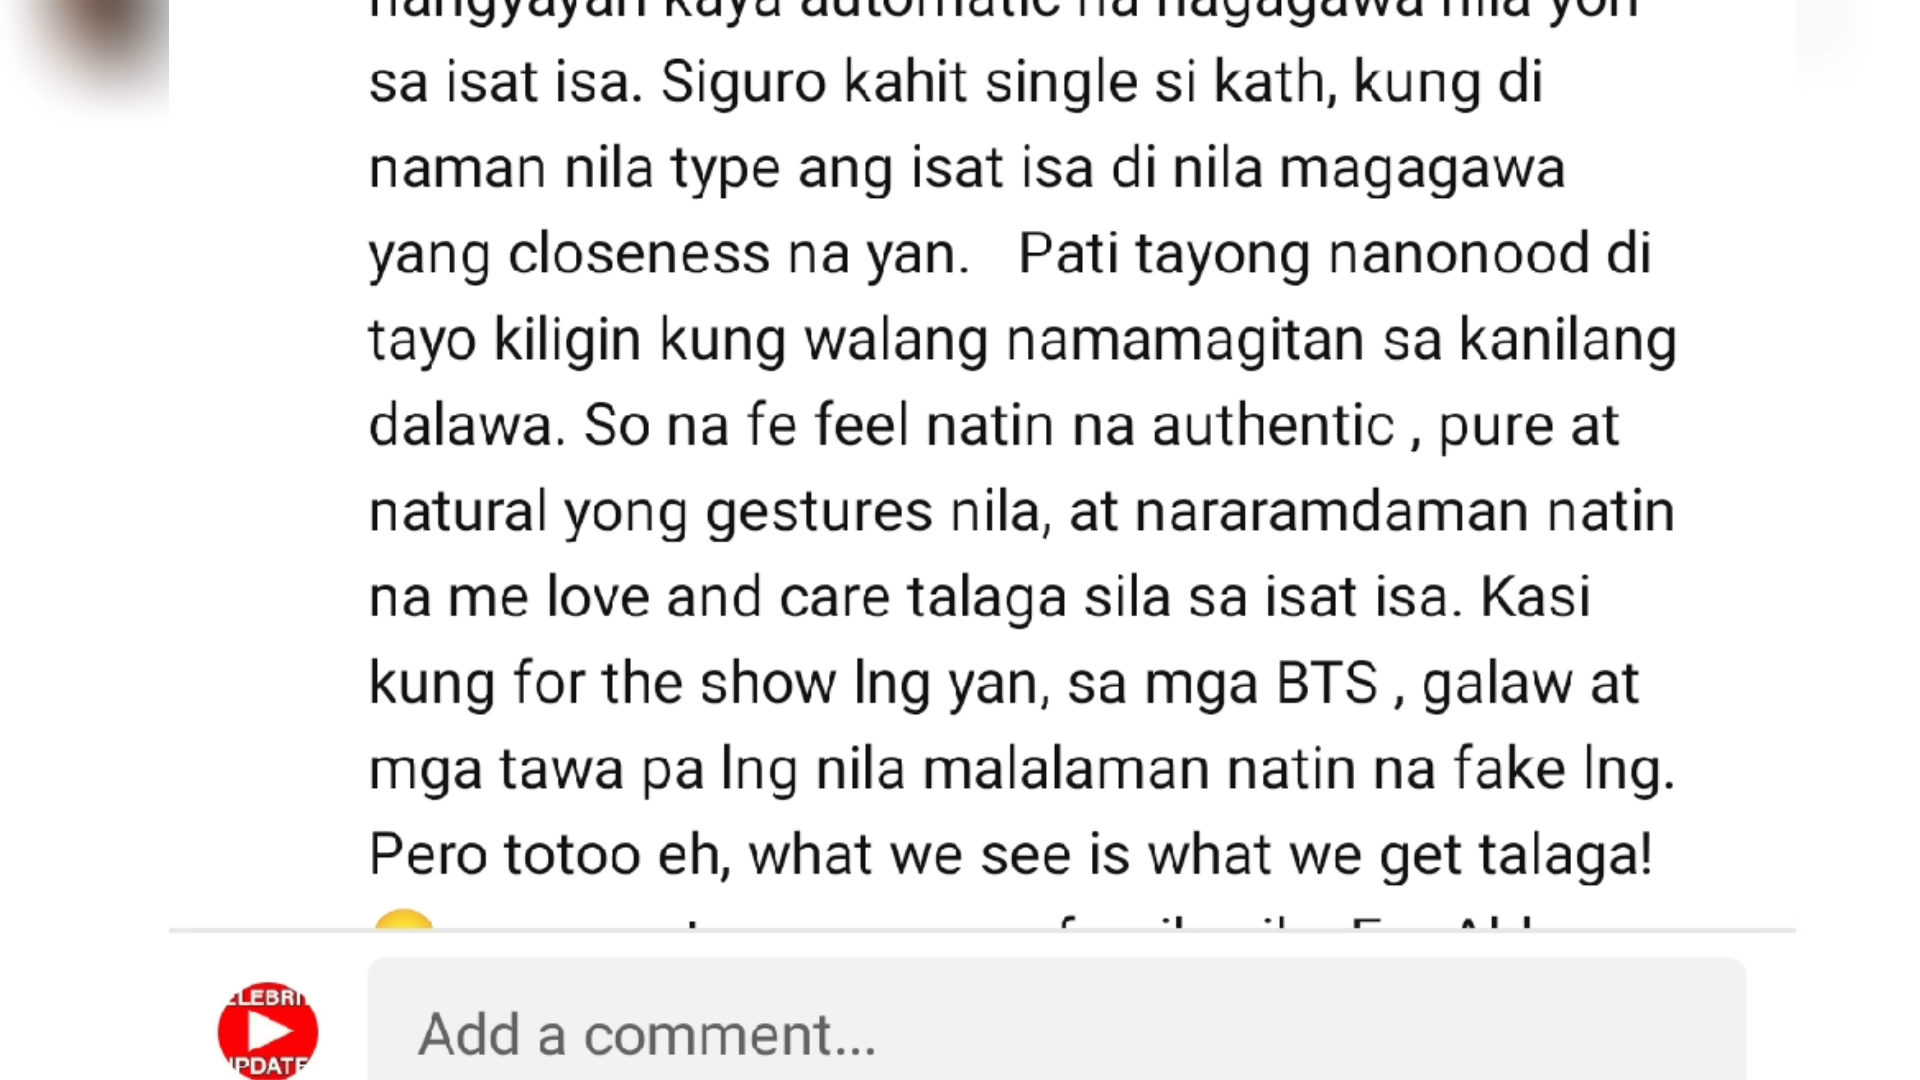 sa isat isa. Siguro kahit single si kath, kung di
naman nila type ang isat isa di nila magagawa
yang closeness na yan.   Pati tayong nanonood di
tayo kiligin kung walang namamagitan sa kanilang
dalawa. So na fe feel natin na authentic , pure at
natural yong gestures nila, at nararamdaman natin
na me love and care talaga sila sa isat isa. Kasi
kung for the show lng yan, sa mga BTS , galaw at
mga tawa pa lng nila malalaman natin na fake lng.
Pero totoo eh, what we see is what we get talaga!
Add a comment...